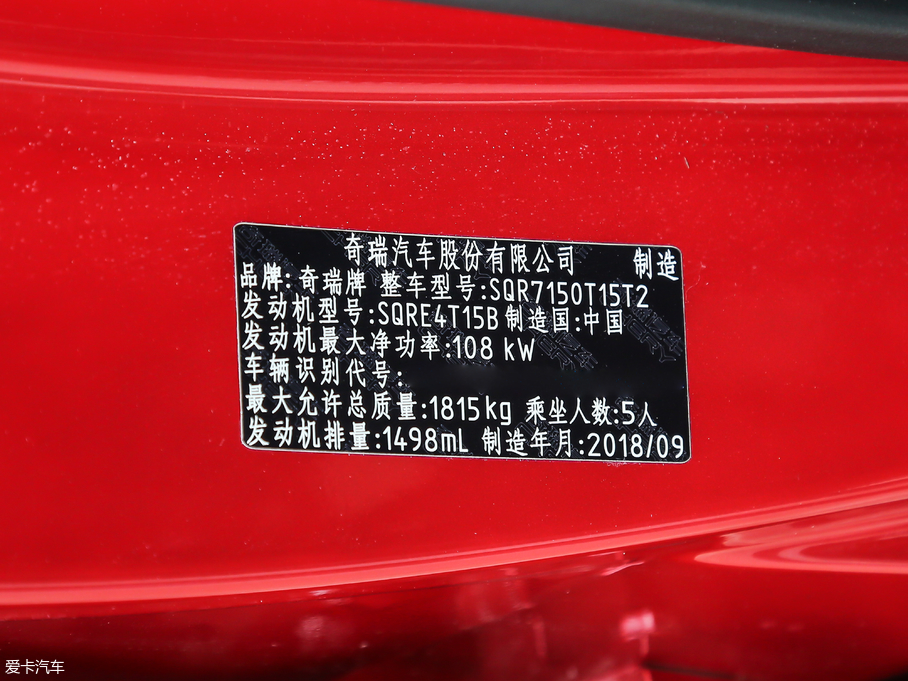 奇瑞汽车股份有限公司 制造
品牌:奇瑞牌 整车型号:SQR7150T15T2
发动机型号:SQRE4T15B 制造国:中国
发动机最大净功率:108 kW
车辆识别代号:
最大允许总质量:1815kg 乘坐人数:5人
发动机排量:1498mL 制造年月:2018/09
爱卡汽车